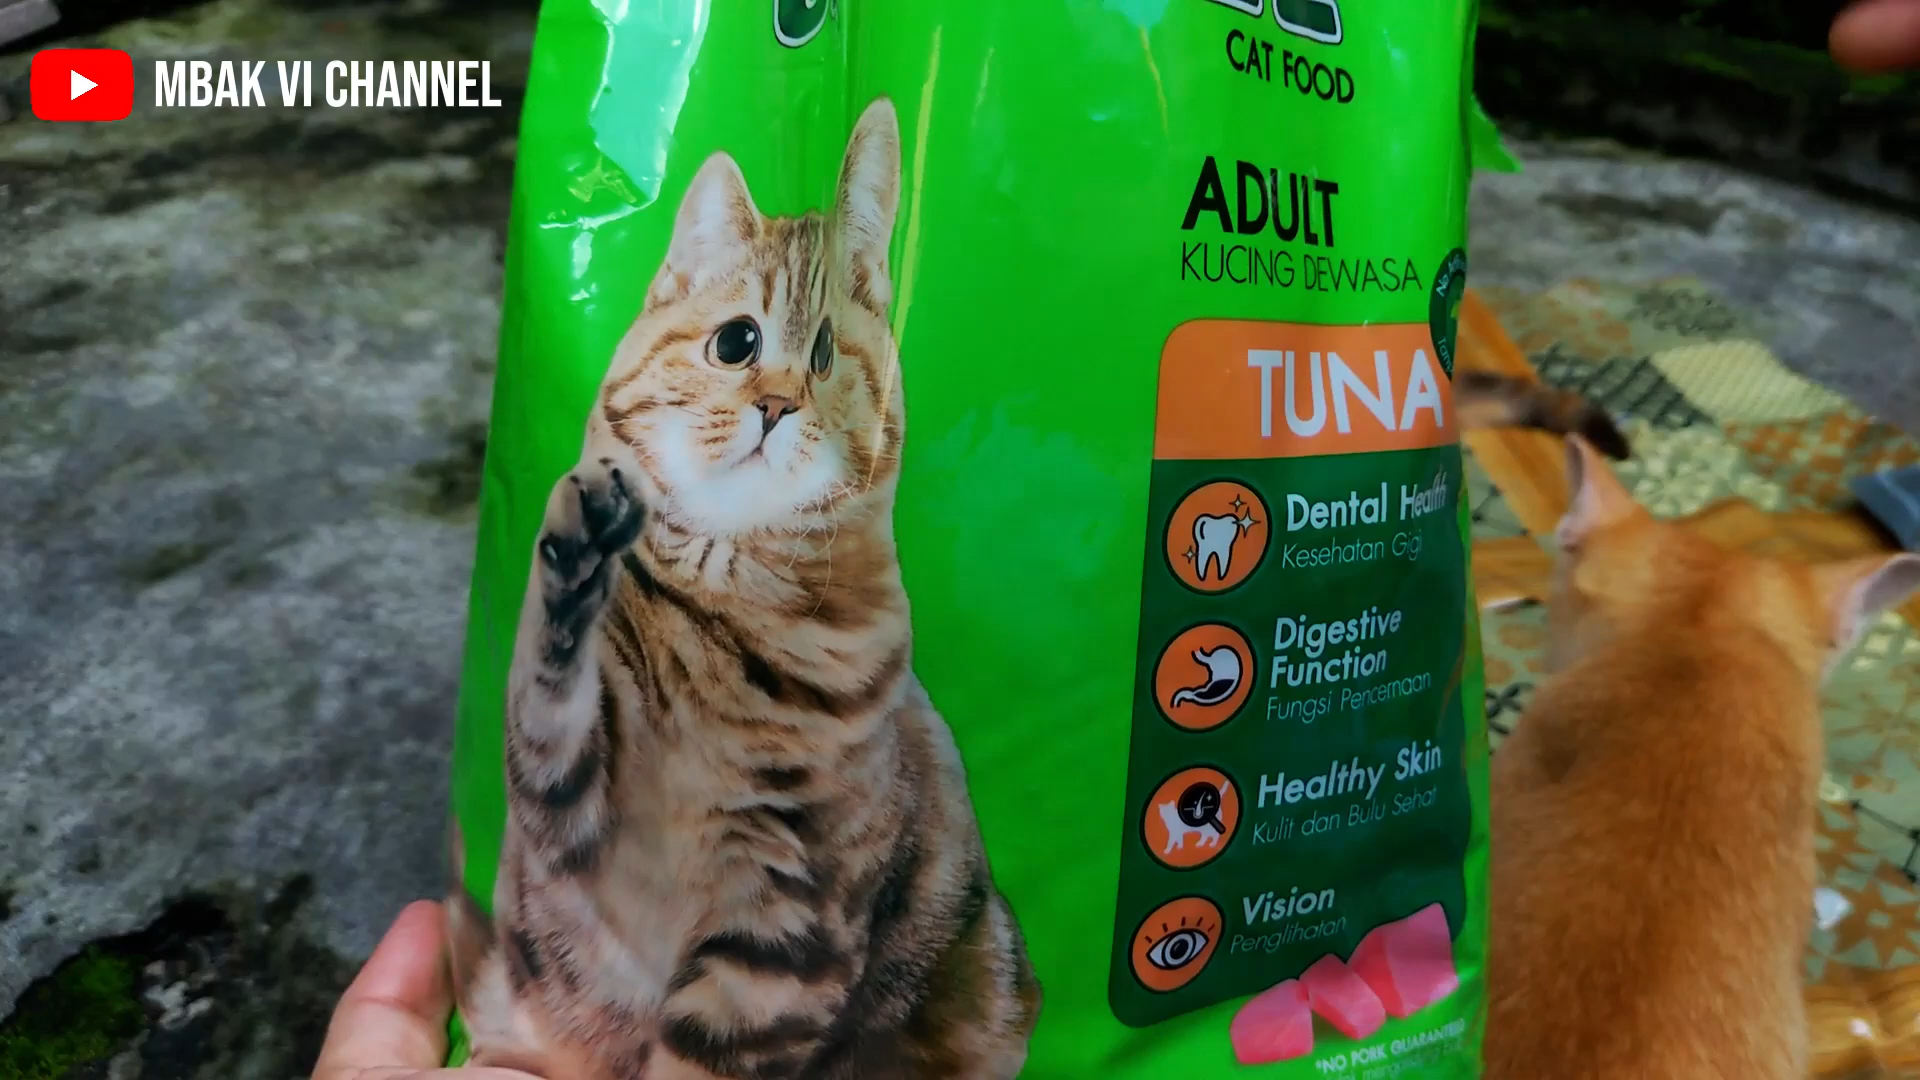 MBAK VI CHANNEL
CAT FOOD
ADULT
KUCING DEWASA
TUNA
Dental Health
Kesehatan Gigi
Digestive
Function
Fungsi Pencernaan
Healthy Skin
Kulit dan Bulu Sehat
Vision
Penglihatan
*NO PORK GUARANTEED